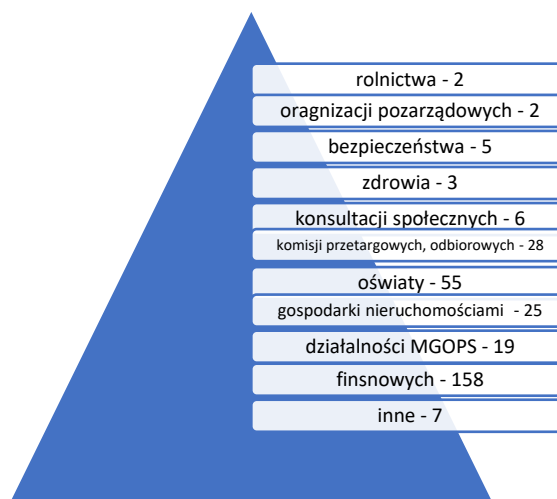 rolnictwa - 2
oragnizacji pozarządowych - 2
bezpieczeństwa - 5
zdrowia - 3
konsultacji społecznych - 6
komisji przetargowych, odbiorowych - 28
oświaty - 55
gospodarki nieruchomościami - 25
działalności MGOPS - 19
finsnowych - 158
inne - 7